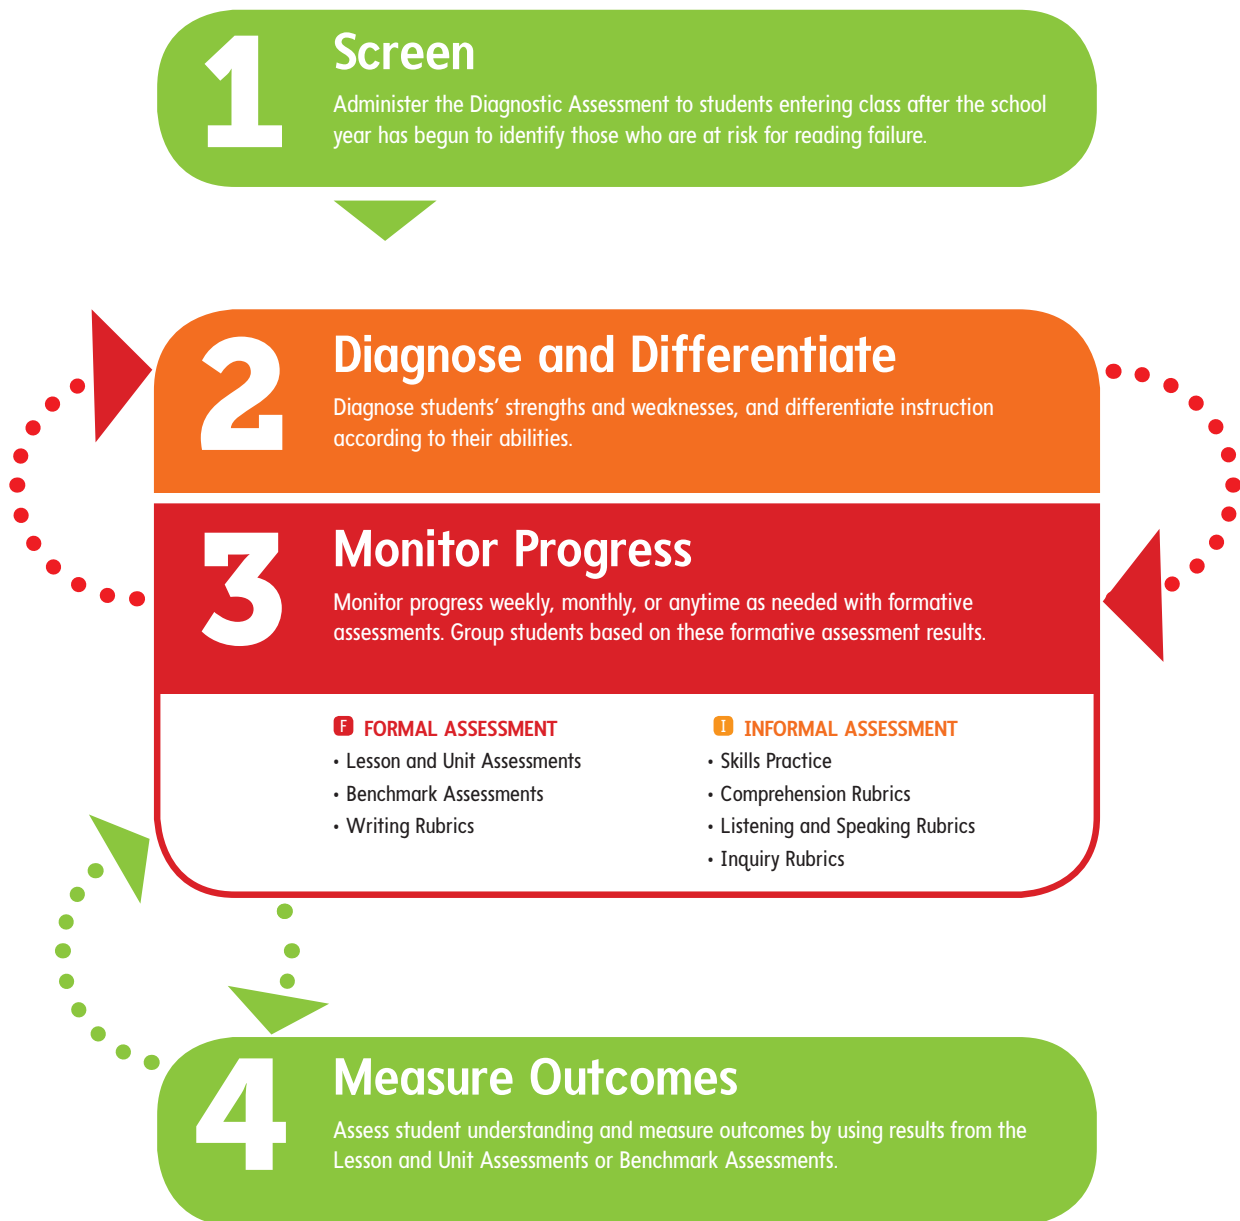 1
Screen
Administer the Diagnostic Assessment to students entering class after the school
year has begun to identify those who are at risk for reading failure.
2
Diagnose and Differentiate
Diagnose students’ strengths and weaknesses, and differentiate instruction
according to their abilities.
3
Monitor Progress
Monitor progress weekly, monthly, or anytime as needed with formative
assessments. Group students based on these formative assessment results.
F FORMAL ASSESSMENT
• Lesson and Unit Assessments
• Benchmark Assessments
• Writing Rubrics
I INFORMAL ASSESSMENT
• Skills Practice
• Comprehension Rubrics
• Listening and Speaking Rubrics
• Inquiry Rubrics
4
Measure Outcomes
Assess student understanding and measure outcomes by using results from the
Lesson and Unit Assessments or Benchmark Assessments.